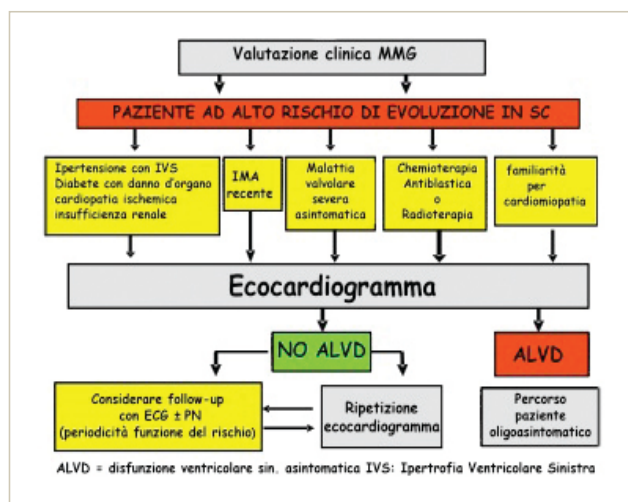 Valutazione clinica MMG
PAZIENTE AD ALTO RISCHIO DI EVOLUZIONE IN SC
Ipertensione con IVS
Diabete con danno d'organo
cardiopatia ischemica
insufficienza renale
IMA
recente
Malattia
valvolare
severa
asintomatica
Chemioterapia
Antiblastica
o
Radioterapia
familiarità
per
cardiomiopatia
Ecocardiogramma
NO ALVD
ALVD
Considerare follow-up
con ECG ± PN
(periodicità funzione del rischio)
Ripetizione
ecocardiogramma
Percorso
paziente
oligoasintomatico
ALVD = disfunzione ventricolare sin. asintomatica IVS: Ipertrofia Ventricolare Sinistra